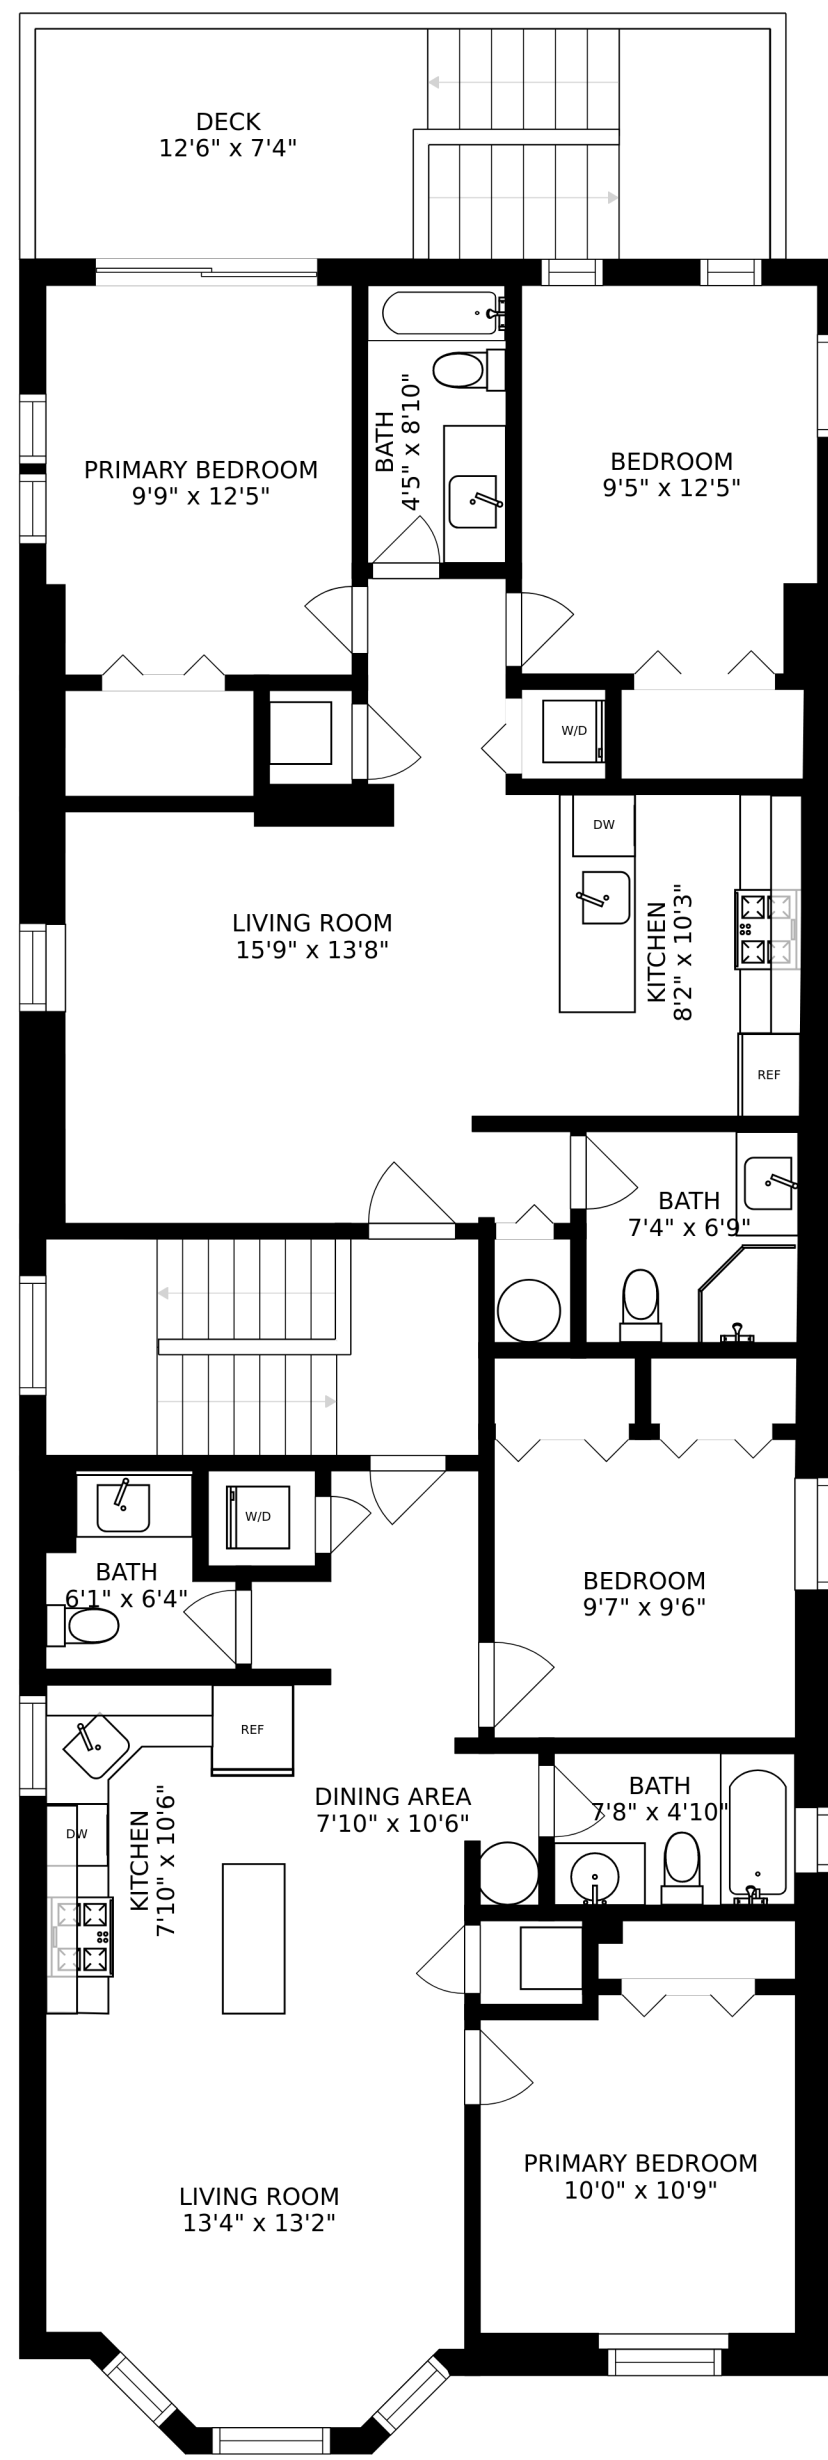 DECK
12'6" x 7'4"
BATH
4'5" x 8'10"
PRIMARY BEDROOM
9'9" x 12'5"
BEDROOM
9'5" x 12'5"
W/D
DW
LIVING ROOM
15'9" x 13'8"
KITCHEN
8'2" x 10'3"
REF
BATH
7'4" x 6'9"
W/D
BATH
6'1" x 6'4"
BEDROOM
9'7" x 9'6"
REF
DINING AREA
7'10" x 10'6"
BATH
7'8" x 4'10"
DW
KITCHEN
7'10" x 10'6"
PRIMARY BEDROOM
10'0" x 10'9"
LIVING ROOM
13'4" x 13'2"